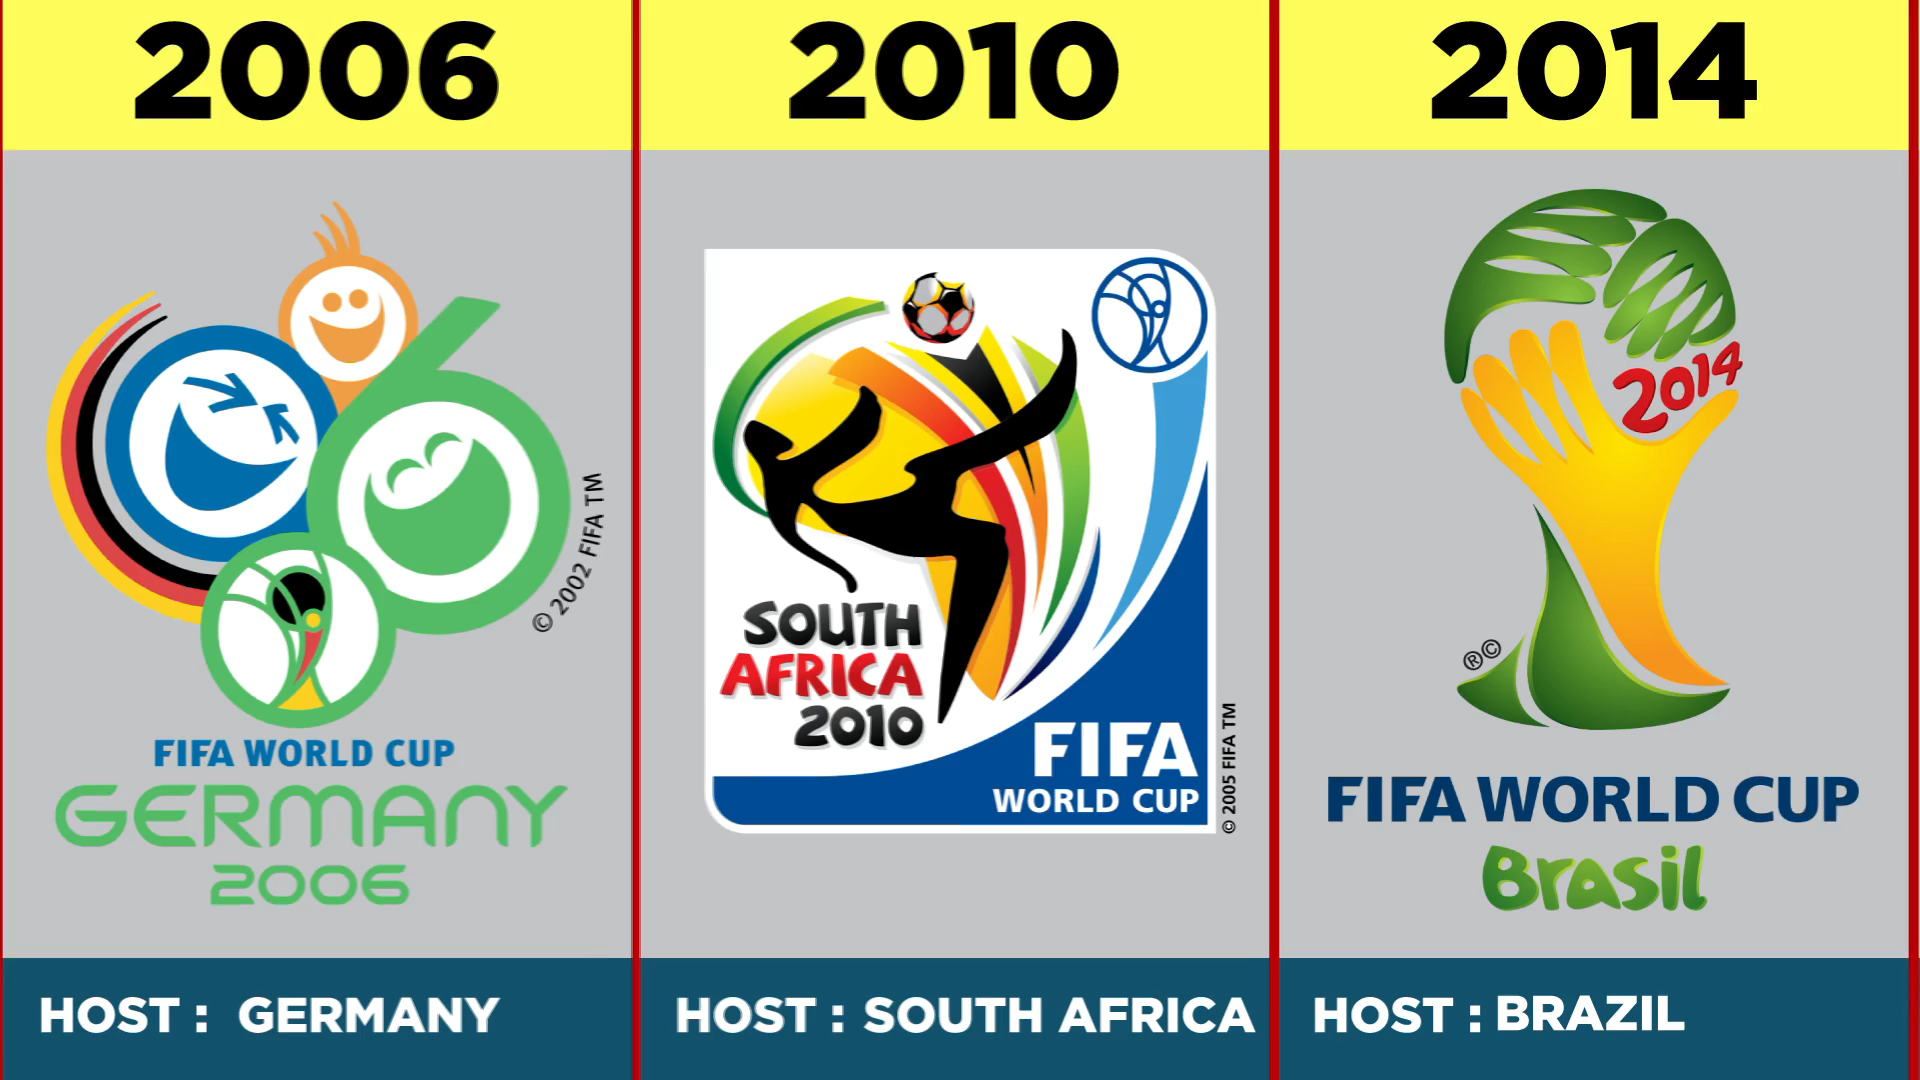 2006
© 2002 FIFA TM
FIFA WORLD CUP
GERMANY
2006
HOST : GERMANY
2010
SOUTH
AFRICA
2010
FIFA
WORLD CUP
© 2005 FIFA TM
HOST : SOUTH AFRICA
2014
2014
®©
FIFA WORLD CUP
Brasil
HOST : BRAZIL